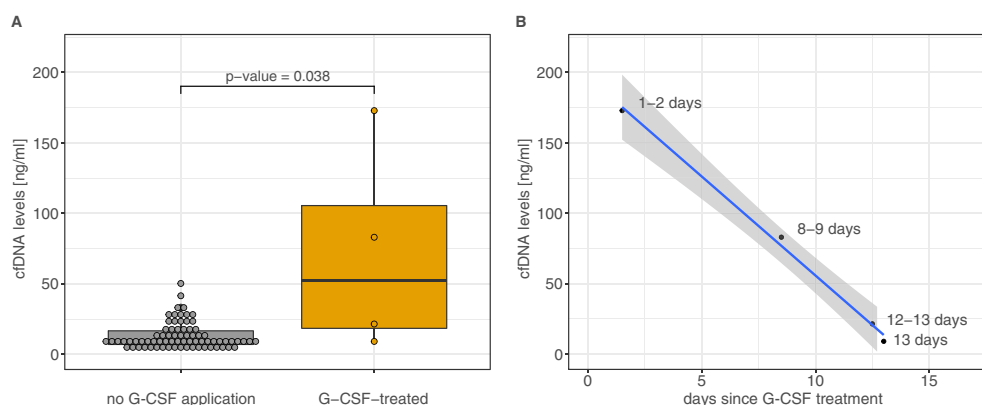 A
cfDNA levels [ng/ml]
200
150
100
50
0
p−value = 0.038
no G-CSF application
G−CSF−treated
B
cfDNA levels [ng/ml]
200
150
100
50
0
1−2 days
8−9 days
12−13 days
13 days
0
5
10
15
days since G-CSF treatment